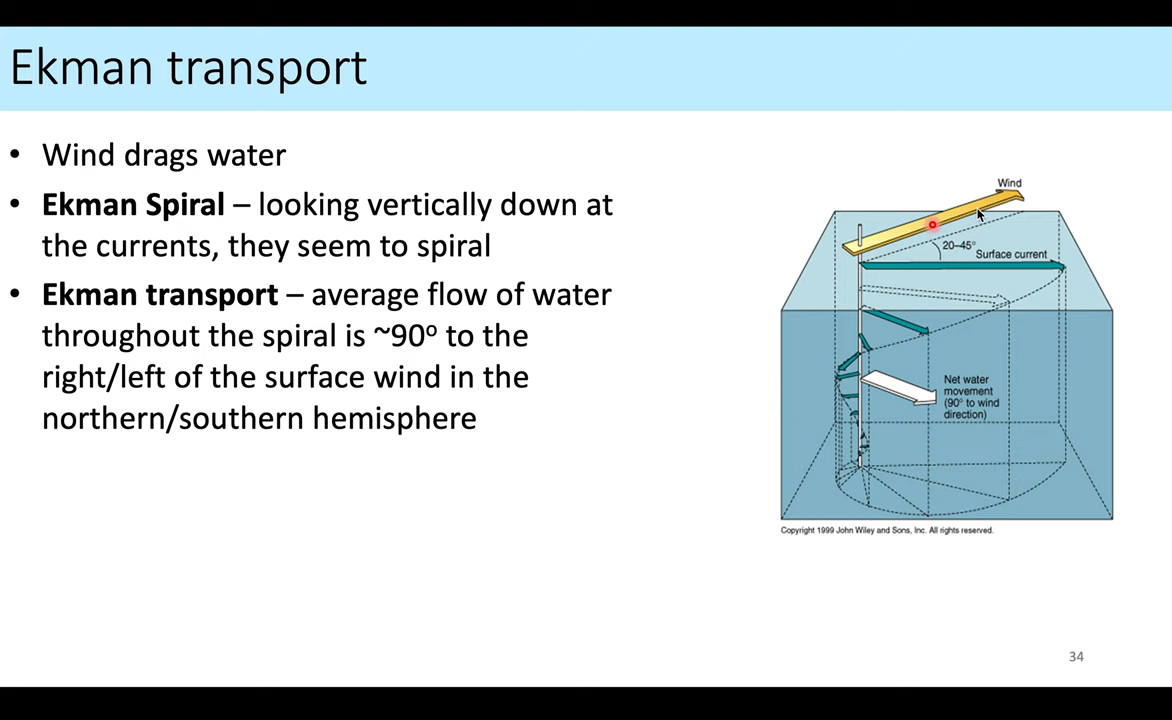 Ekman transport
• Wind drags water
• Ekman Spiral – looking vertically down at
the currents, they seem to spiral
• Ekman transport – average flow of water
throughout the spiral is ~90° to the
right/left of the surface wind in the
northern/southern hemisphere
Wind
20–45°
Surface current
Net water
movement
(90° to wind
direction)
Copyright 1999 John Wiley and Sons, Inc. All rights reserved.
34